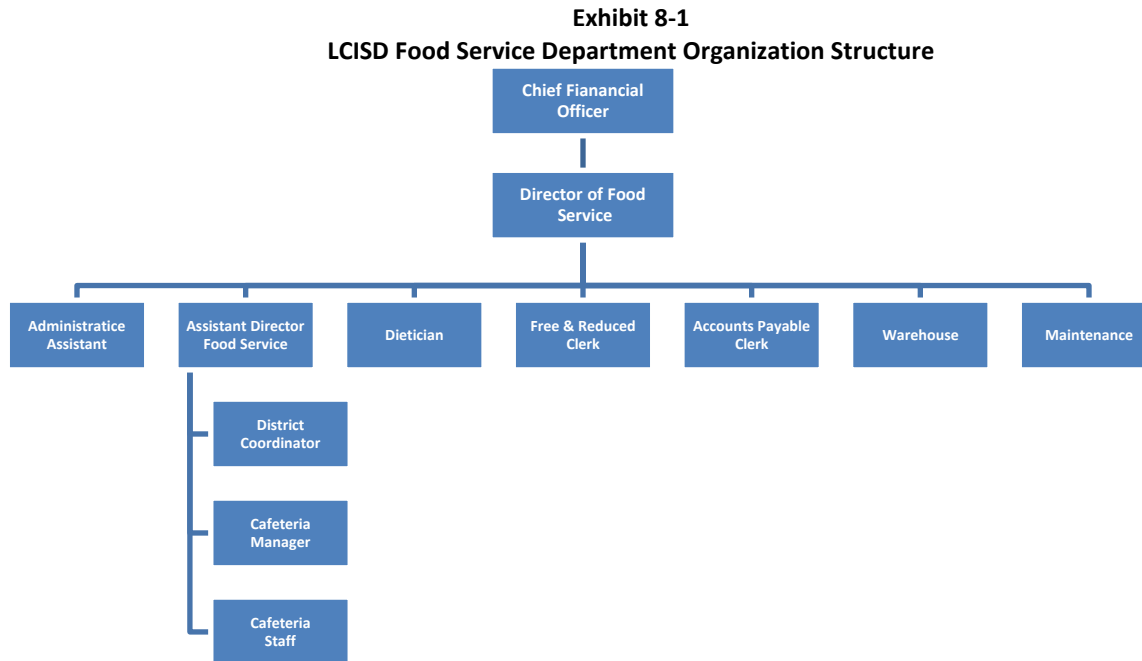 Exhibit 8-1
LCISD Food Service Department Organization Structure
Chief Fianancial
Officer
Director of Food
Service
Administratice
Assistant
Assistant Director
Food Service
Dietician
Free & Reduced
Clerk
Accounts Payable
Clerk
Warehouse
Maintenance
District
Coordinator
Cafeteria
Manager
Cafeteria
Staff